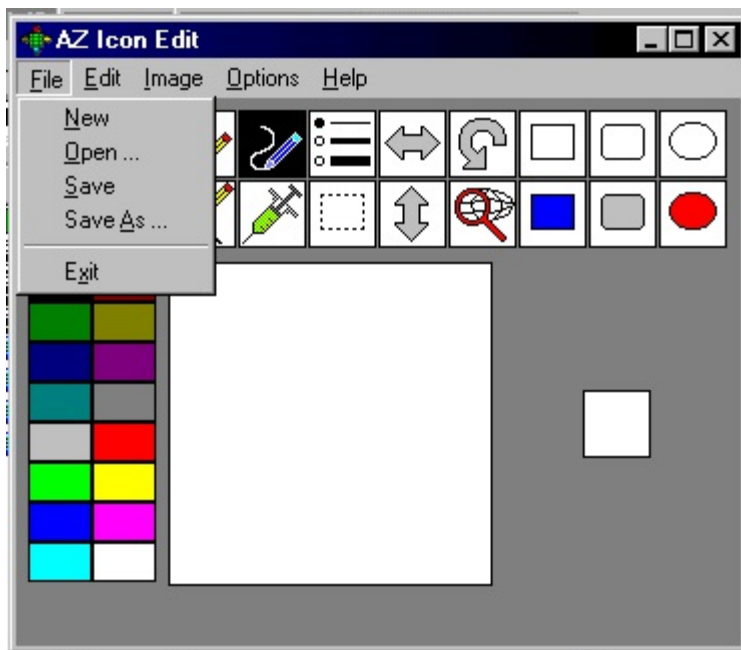 AZ Icon Edit
File Edit Image Options Help
New
Open ...
Save
Save As ...
Exit